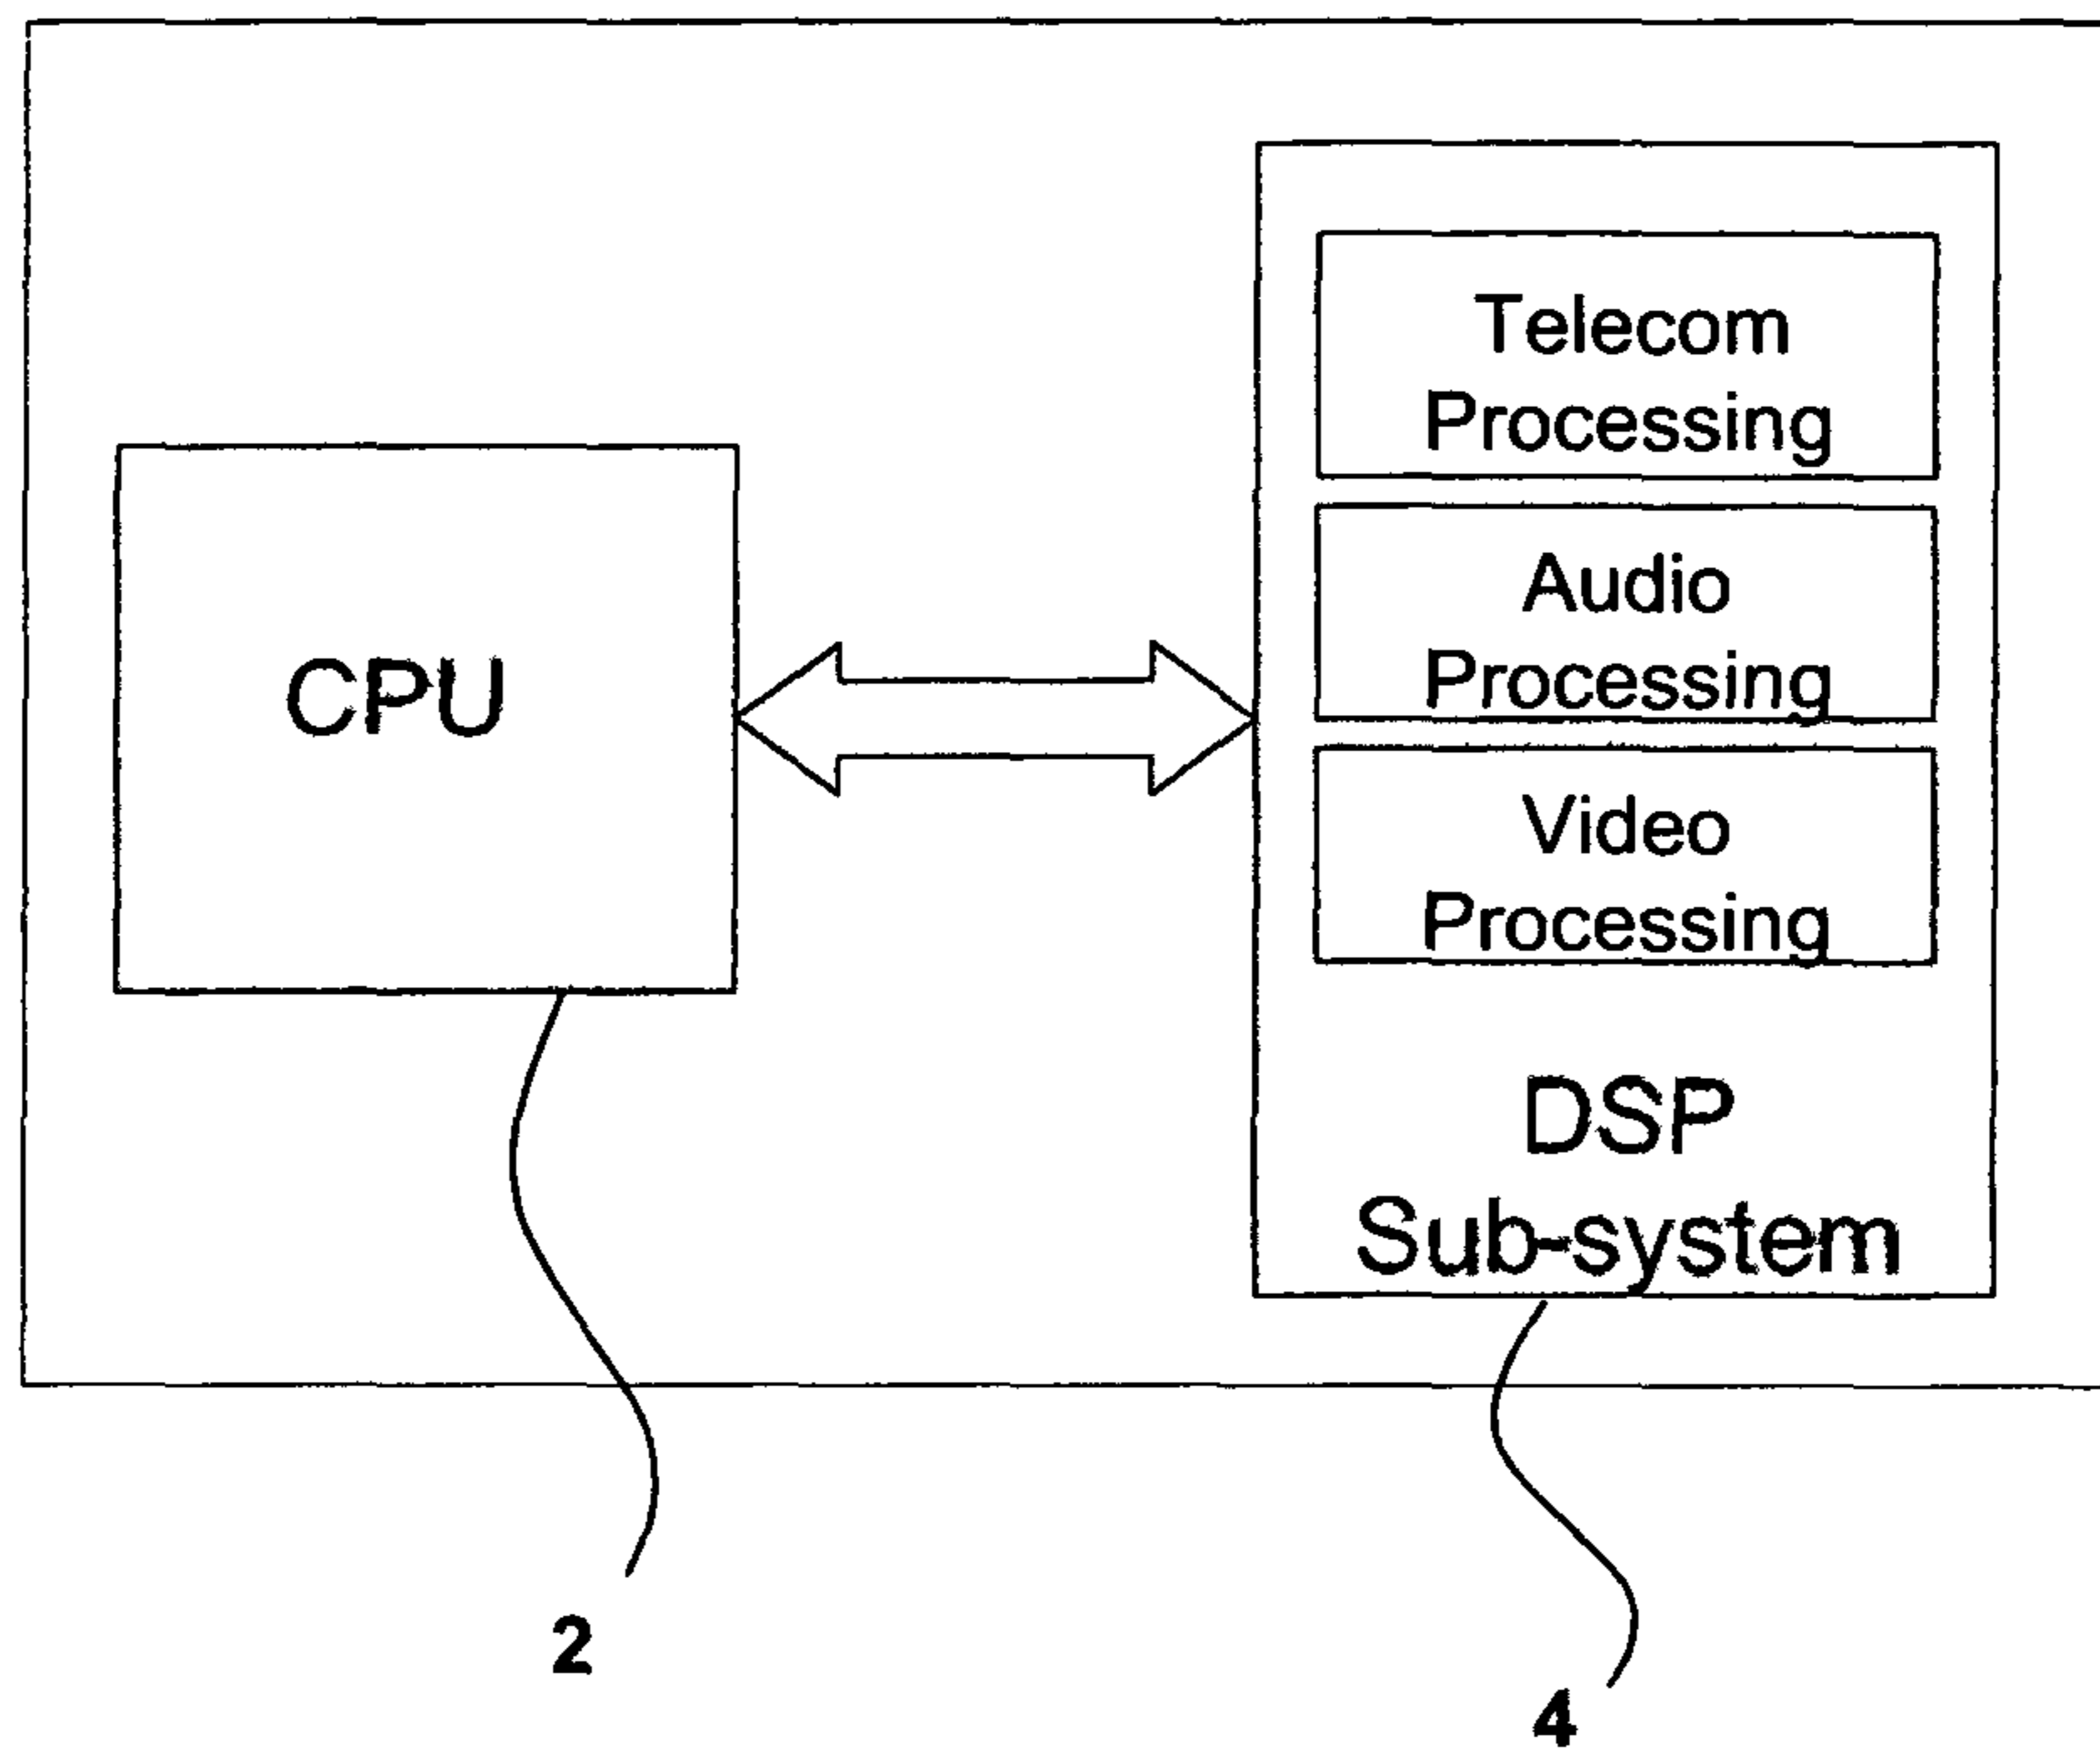 CPU
Telecom
Processing
Audio
Processing
Video
Processing
DSP
Sub-system
2
4